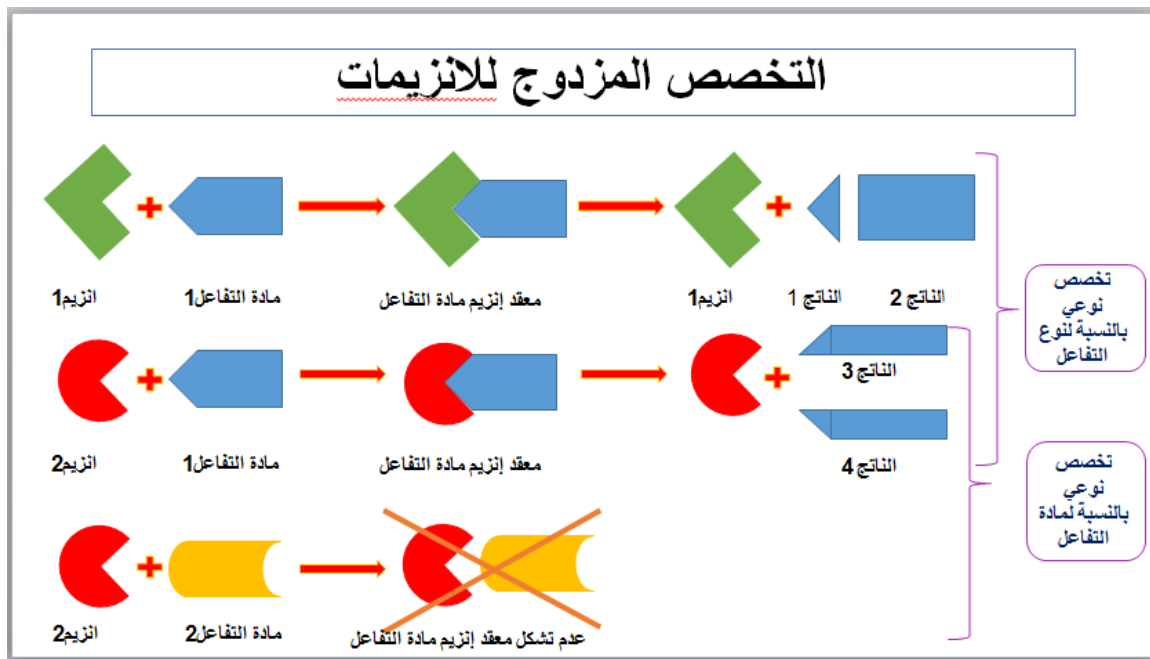 التخصص المزدوج للانزيمات
انزيم1
+
مادة التفاعل1
معقد إنزيم مادة التفاعل
انزيم1
+
الناتج 1
الناتج 2
انزيم2
+
مادة التفاعل1
معقد إنزيم مادة التفاعل
+
الناتج 3
الناتج 4
انزيم2
+
مادة التفاعل2
عدم تشكل معقد إنزيم مادة التفاعل
تخصص
نوعي
بالنسبة لنوع
التفاعل
تخصص
نوعي
بالنسبة لمادة
التفاعل